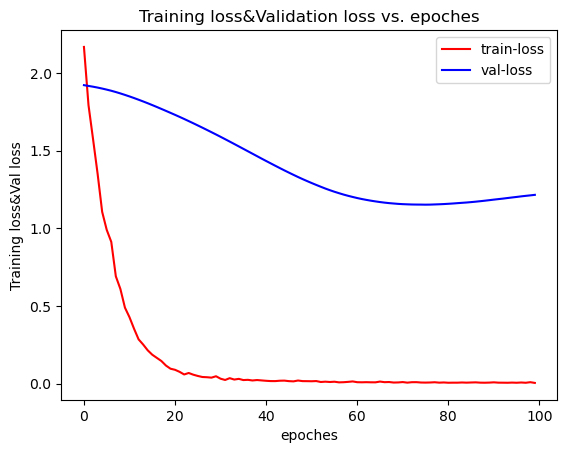 Training loss&Validation loss vs. epoches
train-loss
val-loss
Training loss&Val loss
2.0
1.5
1.0
0.5
0.0
0
20
40
60
80
100
epoches